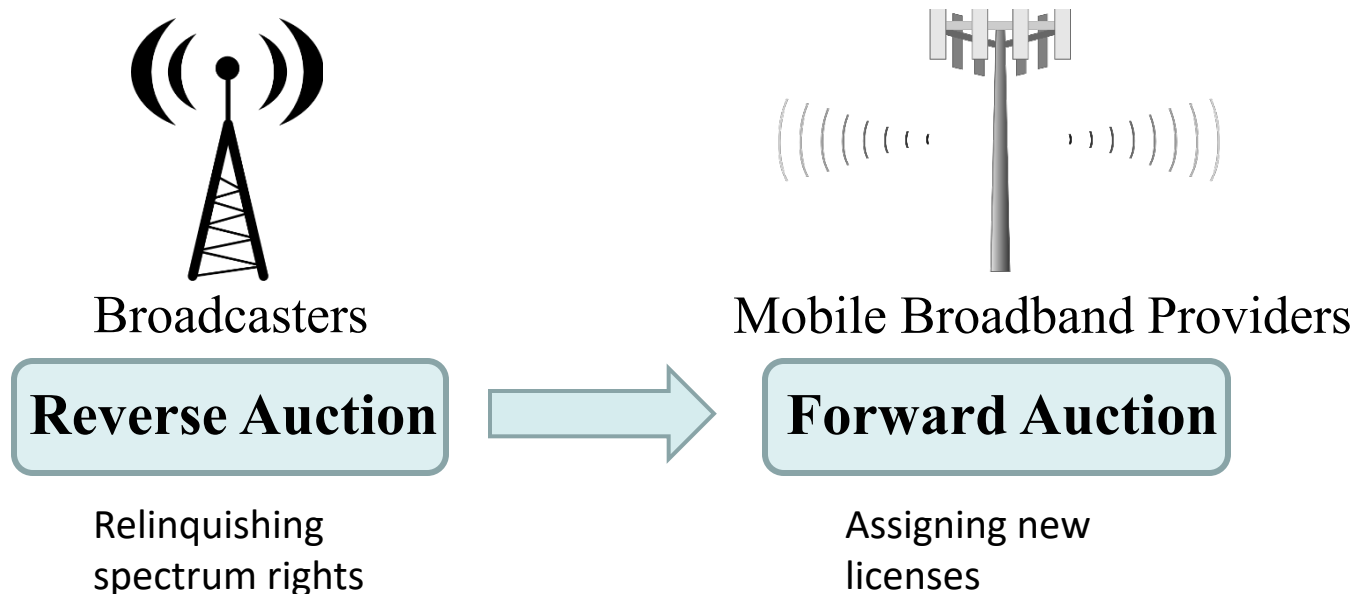 Broadcasters
Mobile Broadband Providers
Reverse Auction
Forward Auction
Relinquishing
spectrum rights
Assigning new
licenses